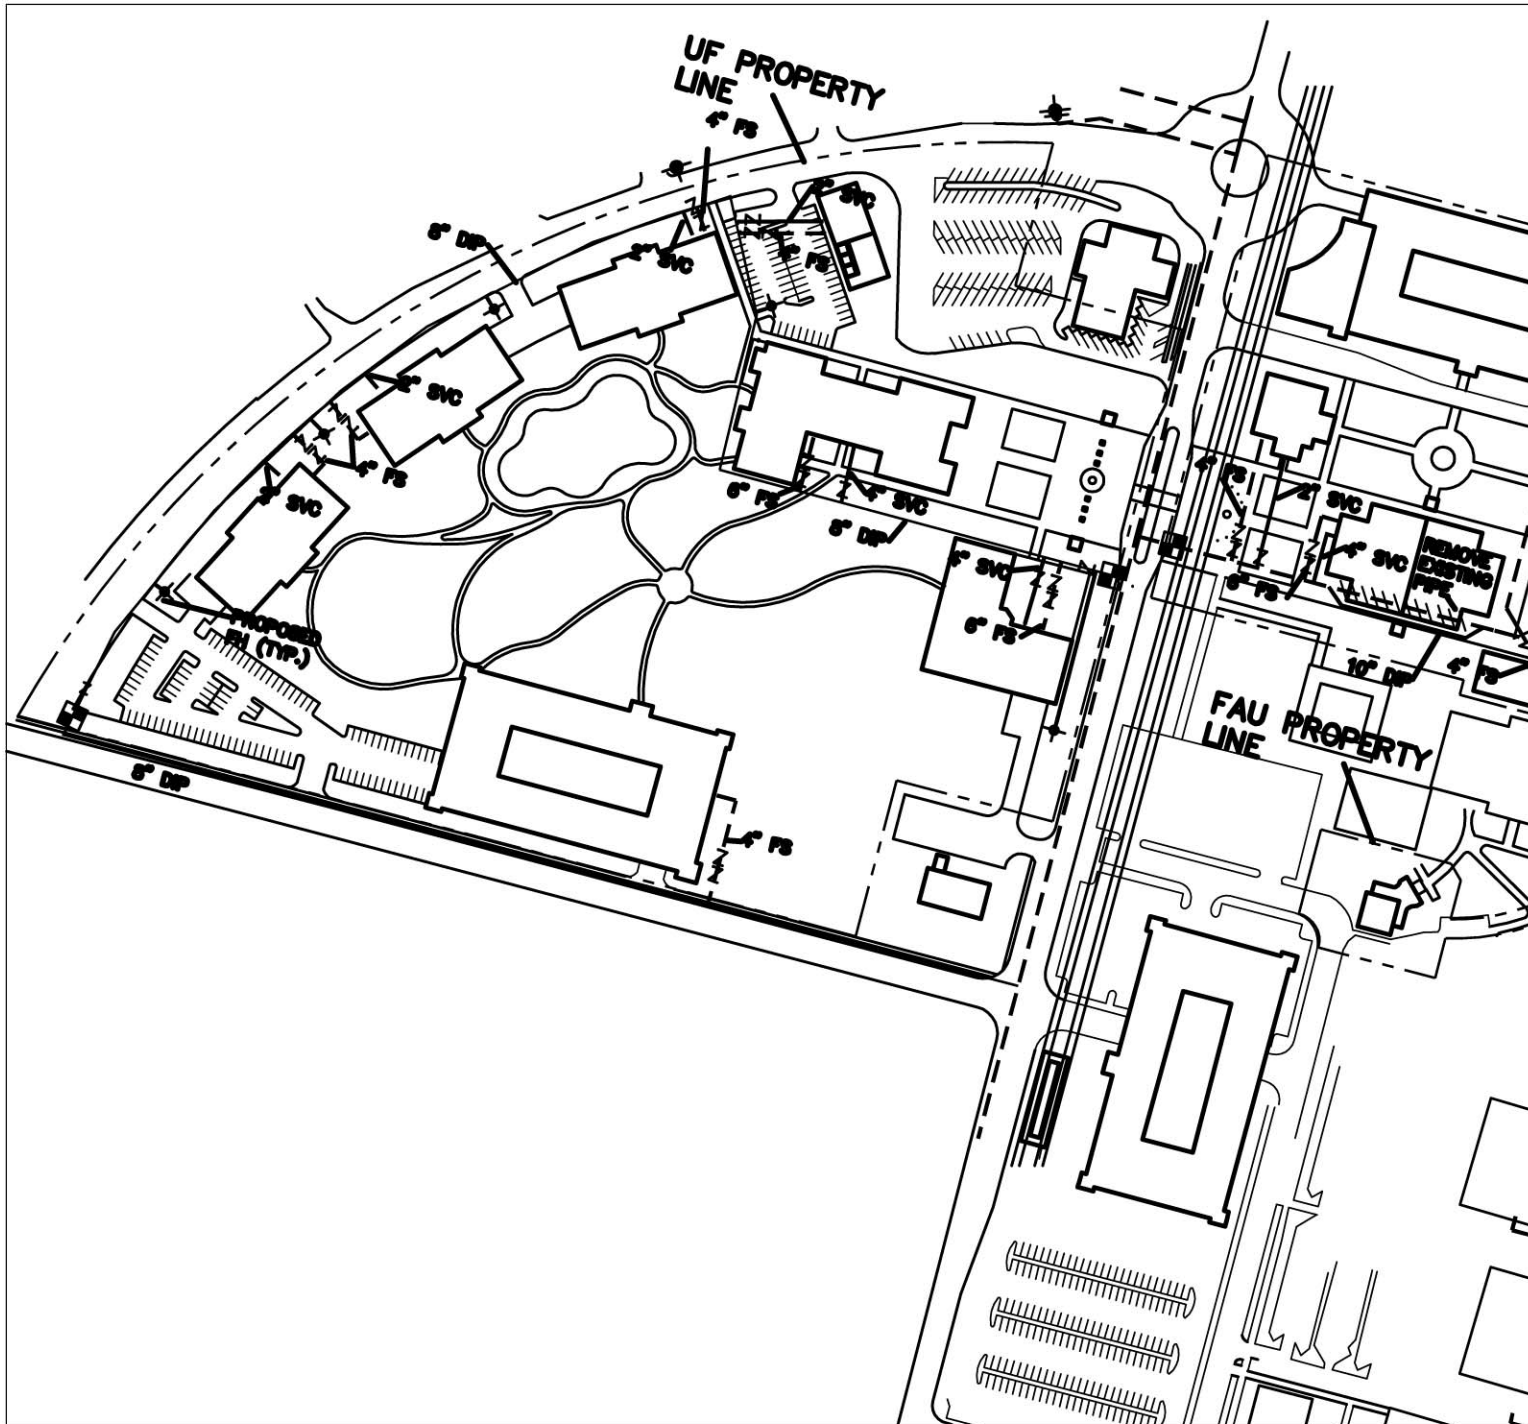 UF PROPERTY
LINE
4" FS
2" SVC
8" DIP
2" SVC
4" FS
2" SVC
4" FS
2" SVC
6" FS
4" SVC
8" DIP
4" FS
2" SVC
4" SVC
REMOVE
EXISTING
PIPE
6" FS
4" SVC
6" FS
PROPOSED
FH (TYP.)
10" DIP
4" FS
FAU PROPERTY
LINE
8" DIP
4" FS